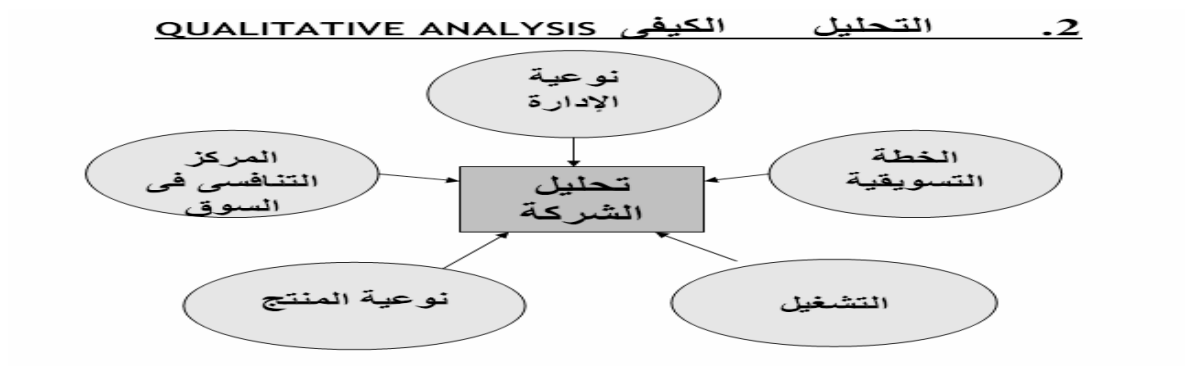 2. التحليل الكيفى QUALITATIVE ANALYSIS
نوعية
الإدارة
الخطة
التسويقية
المركز
التنافسى فى
السوق
تحليل
الشركة
التشغيل
نوعية المنتج